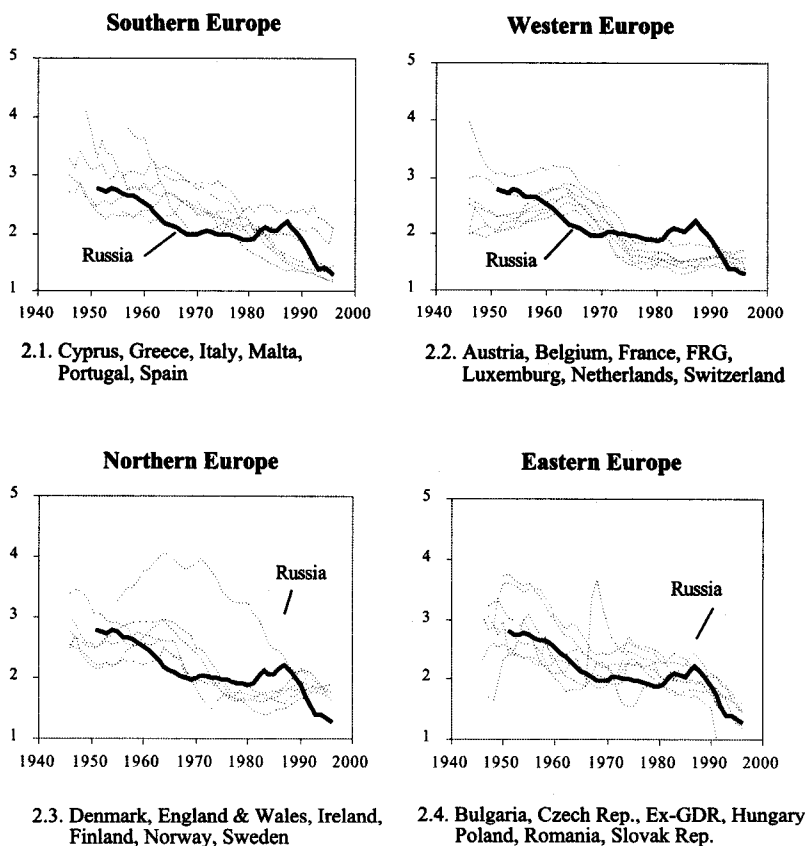 Southern Europe
5
4
3
2
1
Russia
1940 1950 1960 1970 1980 1990 2000
2.1. Cyprus, Greece, Italy, Malta,
Portugal, Spain
Western Europe
5
4
3
2
1
Russia
1940 1950 1960 1970 1980 1990 2000
2.2. Austria, Belgium, France, FRG,
Luxemburg, Netherlands, Switzerland
Northern Europe
5
4
3
2
1
Russia
1940 1950 1960 1970 1980 1990 2000
2.3. Denmark, England & Wales, Ireland,
Finland, Norway, Sweden
Eastern Europe
5
4
3
2
1
Russia
1940 1950 1960 1970 1980 1990 2000
2.4. Bulgaria, Czech Rep., Ex-GDR, Hungary
Poland, Romania, Slovak Rep.